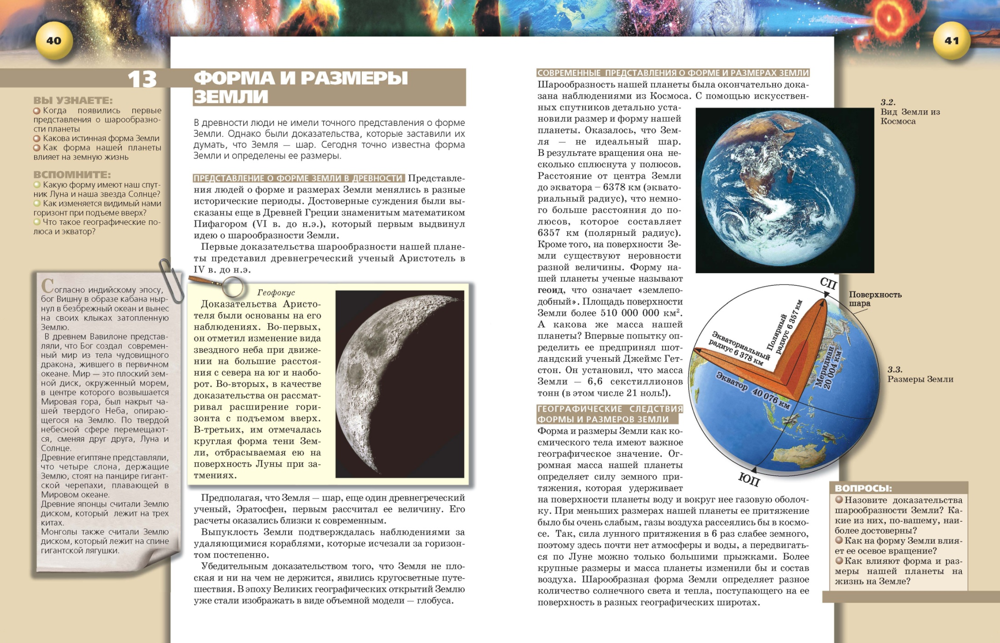 40
41
13
ФОРМА И РАЗМЕРЫ
ЗЕМЛИ
ВЫ УЗНАЕТЕ:
Когда появились первые
представления о шарообразно-
сти планеты
Какова истинная форма Земли
Как форма нашей планеты
влияет на земную жизнь
ВСПОМНИТЕ:
Какую форму имеют наш спут-
ник Луна и наша звезда Солнце?
Как изменяется видимый нами
горизонт при подъеме вверх?
Что такое географические по-
люса и экватор?
Согласно индийскому эпосу,
бог Вишну в образе кабана ныр-
нул в безбрежный океан и вынес
на своих клыках затопленную
Землю.
В древнем Вавилоне представ-
ляли, что Бог создал современ-
ный мир из тела чудовищного
дракона, жившего в первичном
океане. Мир — это плоский зем-
ной диск, окруженный морем,
в центре которого возвышается
Мировая гора, был накрыт ча-
шей твердого Неба, опираю-
щегося на Землю. По твердой
небесной сфере перемещают-
ся, сменяя друг друга, Луна и
Солнце.
Древние египтяне представляли,
что четыре слона, держащие
Землю, стоят на панцире гигант-
ской черепахи, плавающей в
Мировом океане.
Древние японцы считали Землю
диском, который лежит на трех
китах.
Монголы также считали Землю
диском, который лежит на спине
гигантской лягушки.
В древности люди не имели точного представления о форме
Земли. Однако были доказательства, которые заставили их
думать, что Земля — шар. Сегодня точно известна форма
Земли и определены ее размеры.
ПРЕДСТАВЛЕНИЕ О ФОРМЕ ЗЕМЛИ В ДРЕВНОСТИ Представле-
ния людей о форме и размерах Земли менялись в разные
исторические периоды. Достоверные суждения были вы-
сказаны еще в Древней Греции знаменитым математиком
Пифагором (VI в. до н.э.), который первым выдвинул
идею о шарообразности Земли.
Первые доказательства шарообразности нашей плане-
ты представил древнегреческий ученый Аристотель в
IV в. до н.э.
Геофокус
Доказательства Аристо-
теля были основаны на его
наблюдениях. Во-первых,
он отметил изменение вида
звездного неба при движе-
нии на большие расстоя-
ния с севера на юг и наобо-
рот. Во-вторых, в качестве
доказательства он рассмат-
ривал расширение гори-
зонта с подъемом вверх.
В-третьих, им отмечалась
круглая форма тени Зем-
ли, отбрасываемая ею на
поверхность Луны при за-
тмениях.
Предполагая, что Земля — шар, еще один древнегреческий
ученый, Эратосфен, первым рассчитал ее величину. Его
расчеты оказались близки к современным.
Выпуклость Земли подтверждалась наблюдениями за
удаляющимися кораблями, которые исчезали за горизон-
том постепенно.
Убедительным доказательством того, что Земля не пло-
ская и ни на чем не держится, явились кругосветные путе-
шествия. В эпоху Великих географических открытий Землю
уже стали изображать в виде объемной модели — глобуса.
СОВРЕМЕННЫЕ ПРЕДСТАВЛЕНИЯ О ФОРМЕ И РАЗМЕРАХ ЗЕМЛИ
Шарообразность нашей планеты была окончательно дока-
зана наблюдениями из Космоса. С помощью искусствен-
ных спутников детально уста-
новили размер и форму нашей
планеты. Оказалось, что Зем-
ля — не идеальный шар.
В результате вращения она не-
сколько сплюснута у полюсов.
Расстояние от центра Земли
до экватора – 6378 км (эквато-
риальный радиус), что немно-
го больше расстояния до по-
люсов, которое составляет
6357 км (полярный радиус).
Кроме того, на поверхности Зе-
мли существуют неровности
разной величины. Форму на-
шей планеты ученые называют
геоид, что означает «землепо-
добный». Площадь поверхности
Земли более 510 000 000 км².
А какова же масса нашей
планеты? Впервые попытку оп-
ределить ее предпринял шот-
ландский ученый Джеймс Гет-
стон. Он установил, что масса
Земли — 6,6 секстиллионов
тонн (в этом числе 21 ноль!).
ГЕОГРАФИЧЕСКИЕ СЛЕДСТВИЯ
ФОРМЫ И РАЗМЕРОВ ЗЕМЛИ
Форма и размеры Земли как ко-
смического тела имеют важное
географическое значение. Ог-
ромная масса нашей планеты
определяет силу земного при-
тяжения, которая удерживает
на поверхности планеты воду и вокруг нее газовую оболоч-
ку. При меньших размерах нашей планеты ее притяжение
было бы очень слабым, газы воздуха рассеялись бы в космо-
се. Так, сила лунного притяжения в 6 раз слабее земного,
поэтому здесь почти нет атмосферы и воды, а передвигать-
ся по Луне можно только большими прыжками. Более
крупные размеры и масса планеты изменили бы и состав
воздуха. Шарообразная форма Земли определяет разное
количество солнечного света и тепла, поступающего на ее
поверхность в разных географических широтах.
3.2.
Вид Земли из
Космоса
СП
Поверхность
шара
Полярный
радиус 6 357 км
Экваториальный
радиус 6 378 км
Меридиан
20 004 км
Экватор 40 076 км
ЮП
3.3.
Размеры Земли
ВОПРОСЫ:
Назовите доказательства
шарообразности Земли? Ка-
кие из них, по-вашему, наи-
более достоверны?
Как на форму Земли влия-
ет ее осевое вращение?
Как влияют форма и раз-
меры нашей планеты на
жизнь на Земле?